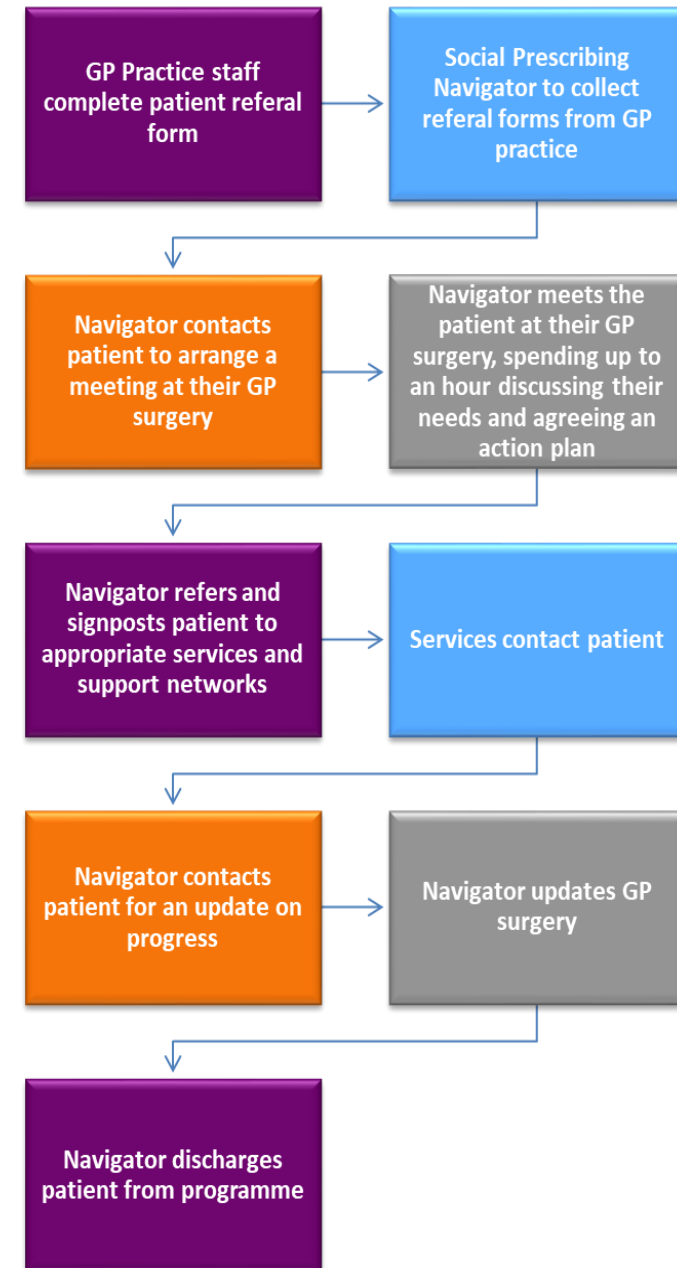 GP Practice staff
complete patient referal
form
Social Prescribing
Navigator to collect
referal forms from GP
practice
Navigator contacts
patient to arrange a
meeting at their GP
surgery
Navigator meets the
patient at their GP
surgery, spending up to
an hour discussing their
needs and agreeing an
action plan
Navigator refers and
signposts patient to
appropriate services and
support networks
Services contact patient
Navigator contacts
patient for an update on
progress
Navigator updates GP
surgery
Navigator discharges
patient from programme